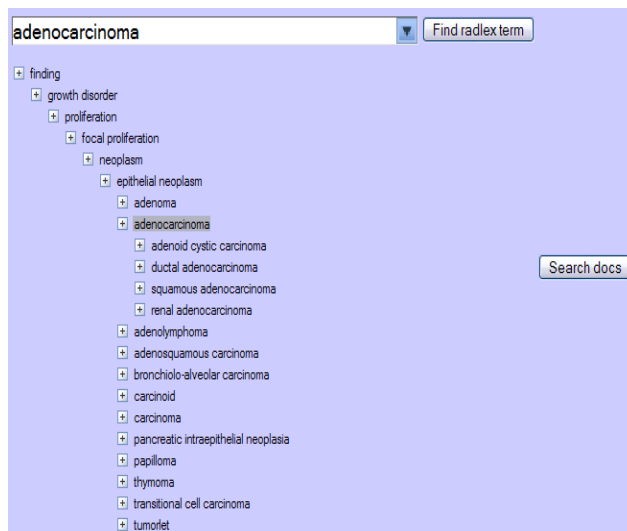 adenocarcinoma
Find radlex term
finding
growth disorder
proliferation
focal proliferation
neoplasm
epithelial neoplasm
adenoma
adenocarcinoma
adenoid cystic carcinoma
ductal adenocarcinoma
Search docs
squamous adenocarcinoma
renal adenocarcinoma
adenolymphoma
adenosquamous carcinoma
bronchiolo-alveolar carcinoma
carcinoid
carcinoma
pancreatic intraepithelial neoplasia
papilloma
thymoma
transitional cell carcinoma
tumorlet